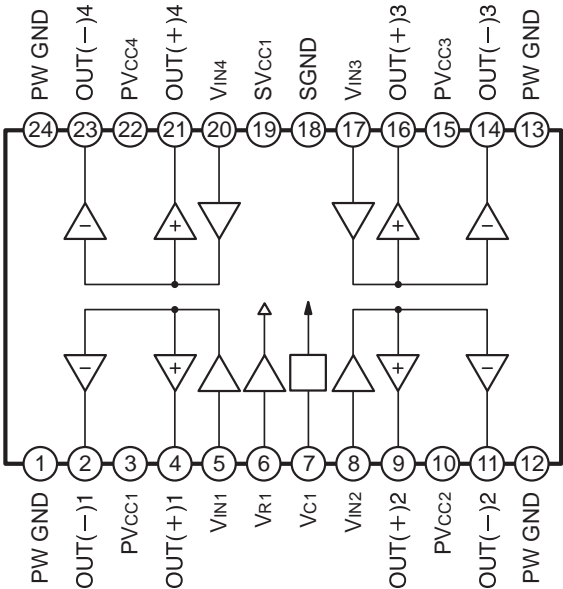 PW GND
OUT(−)4
PVCC4
OUT(+)4
VIN4
SVCC1
SGND
VIN3
OUT(+)3
PVCC3
OUT(−)3
PW GND
24
23
22
21
20
19
18
17
16
15
14
13
−
+
+
−
−
+
+
−
1
2
3
4
5
6
7
8
9
10
11
12
PW GND
OUT(−)1
PVCC1
OUT(+)1
VIN1
VR1
VC1
VIN2
OUT(+)2
PVCC2
OUT(−)2
PW GND